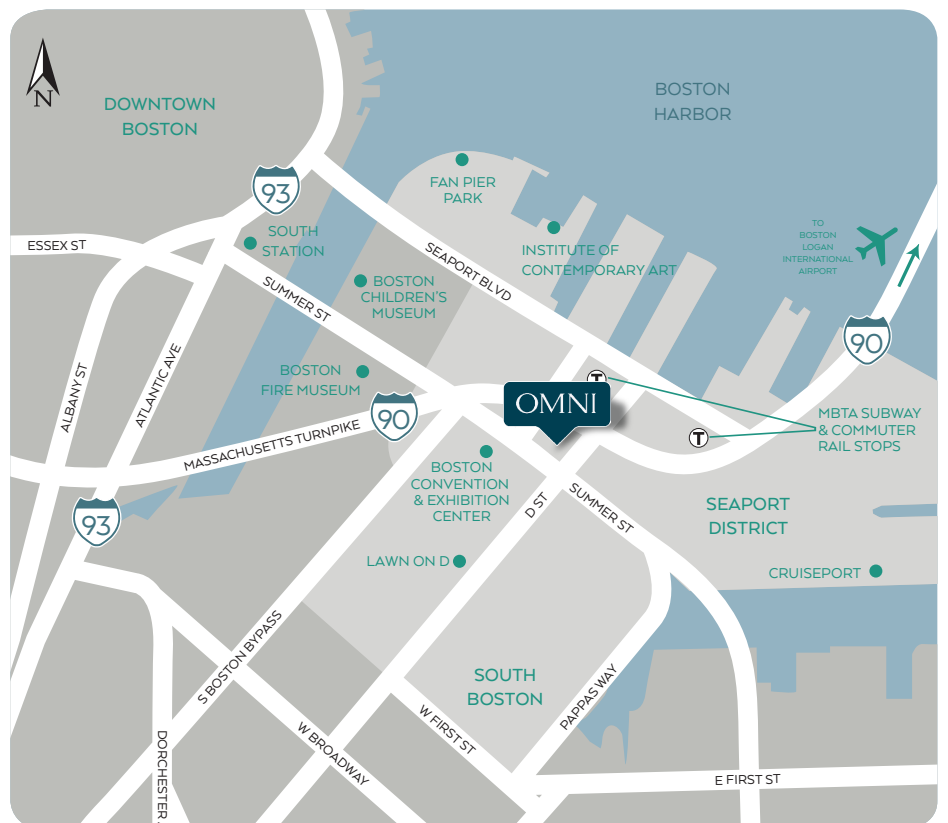 BOSTON
HARBOR
N
DOWNTOWN
BOSTON
FAN PIER
PARK
93
SOUTH
STATION
ESSEX ST
INSTITUTE OF
CONTEMPORARY ART
TO
BOSTON
LOGAN
INTERNATIONAL
AIRPORT
SEAPORT BLVD
BOSTON
CHILDREN'S
MUSEUM
SUMMER ST
90
BOSTON
FIRE MUSEUM
ALBANY ST
ATLANTIC AVE
T
OMNI
90
MASSACHUSETTS TURNPIKE
T
MBTA SUBWAY
& COMMUTER
RAIL STOPS
BOSTON
CONVENTION
& EXHIBITION
CENTER
D ST
SUMMER ST
SEAPORT
DISTRICT
93
LAWN ON D
CRUISEPORT
S BOSTON BYPASS
SOUTH
BOSTON
PAPPAS WAY
W FIRST ST
W BROADWAY
DORCHESTER
E FIRST ST